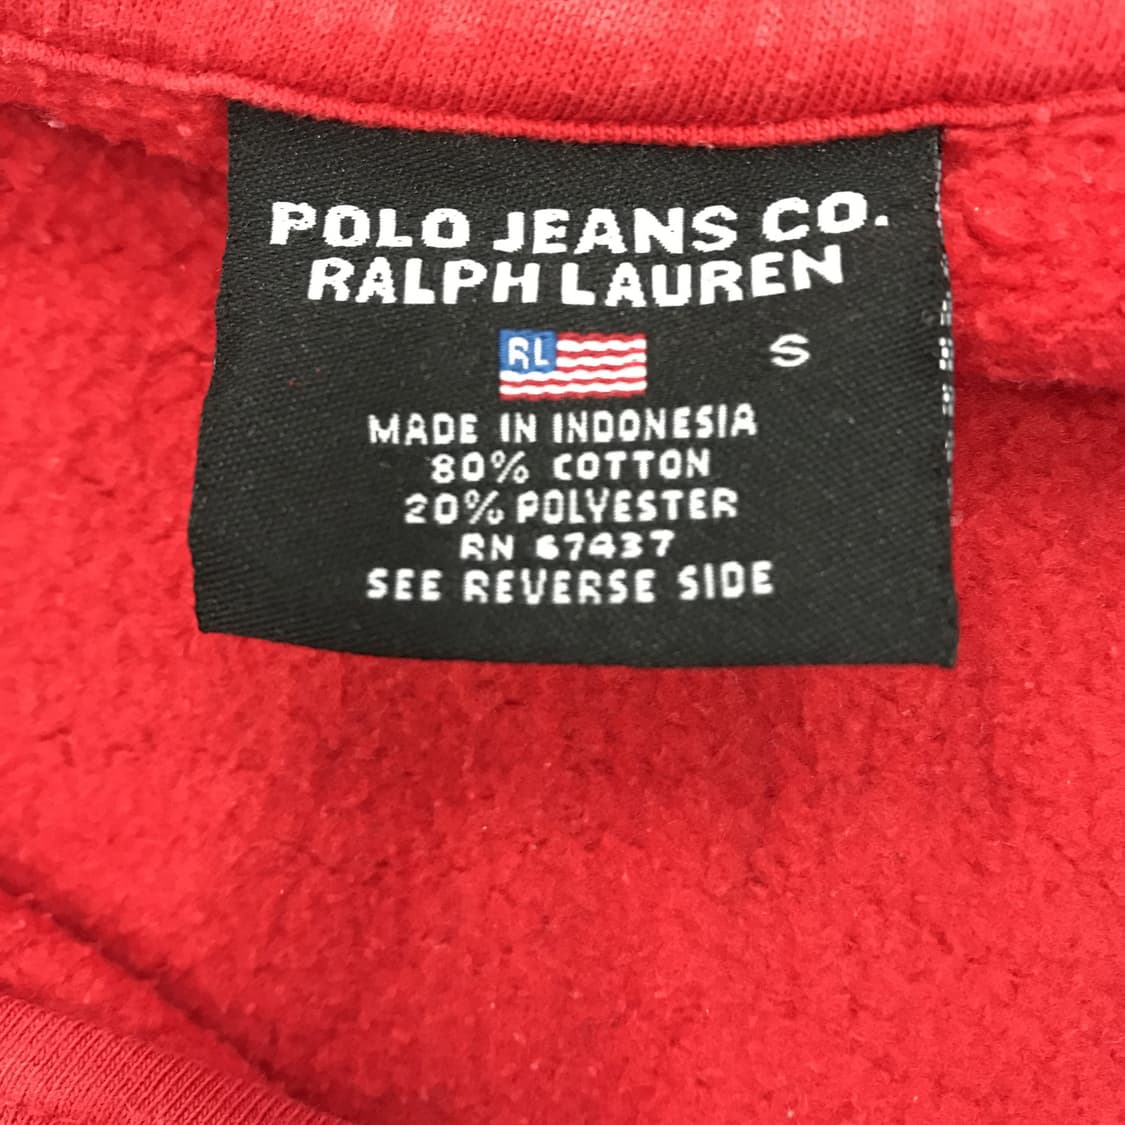 POLO JEANS CO.
RALPH LAUREN
RL
S
MADE IN INDONESIA
80% COTTON
20% POLYESTER
RN 67437
SEE REVERSE SIDE